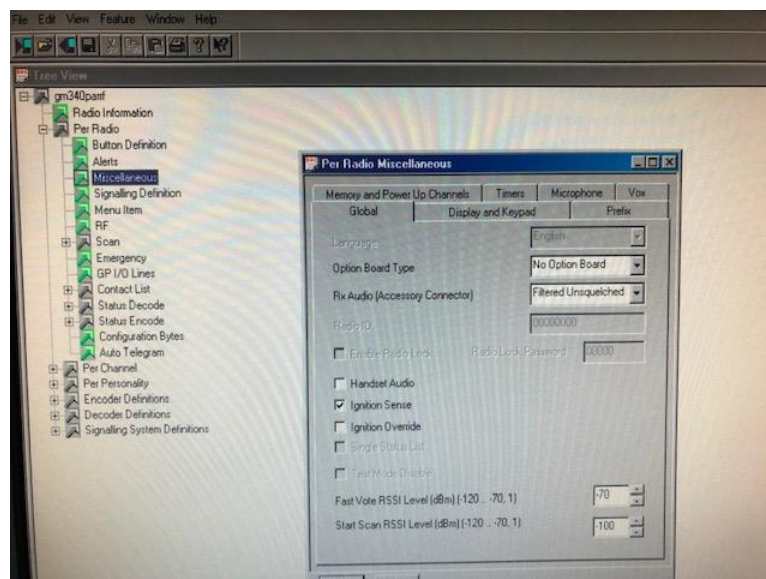 File Edit View Feature Window Help
Tree View
gm340pamf
Radio Information
Per Radio
Button Definition
Alerts
Miscellaneous
Signalling Definition
Menu Item
RF
Scan
Emergency
GP I/O Lines
Contact List
Status Decode
Status Encode
Configuration Bytes
Auto Telegram
Per Channel
Per Personality
Encoder Definitions
Decoder Definitions
Signaling System Definitions
Per Radio Miscellaneous
Memory and Power Up Channels Timers Microphone Vox
Global Display and Keypad Prefix
Language English
Option Board Type No Option Board
Rx Audio (Accessory Connector) Filtered Unsquelched
Radio ID 00000000
Enable Radio Lock Radio Lock Password 00000
Handset Audio
Ignition Sense
Ignition Override
Single Status List
Test Mode Disable
Fast Vote RSSI Level (dBm) (-120 .. -70, 1) -70
Start Scan RSSI Level (dBm) (-120 .. -70, 1) -100